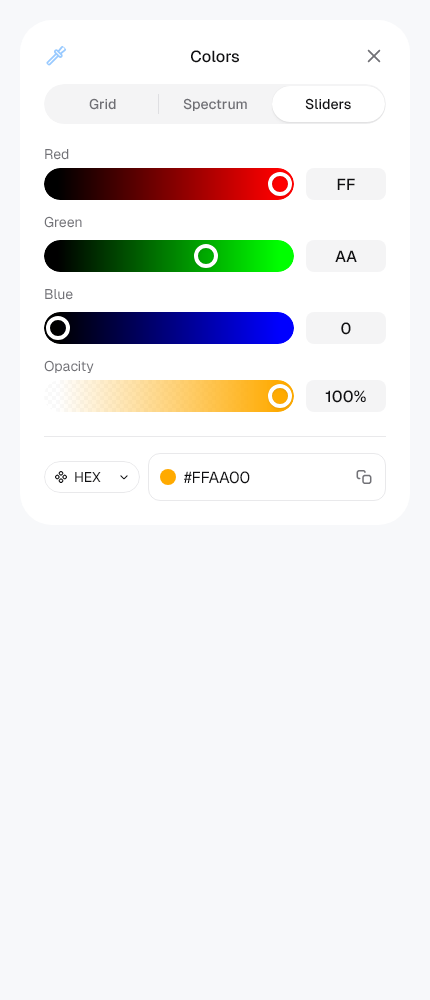 Colors
Grid Spectrum Sliders
Red
FF
Green
AA
Blue
0
Opacity
100%
HEX #FFAA00